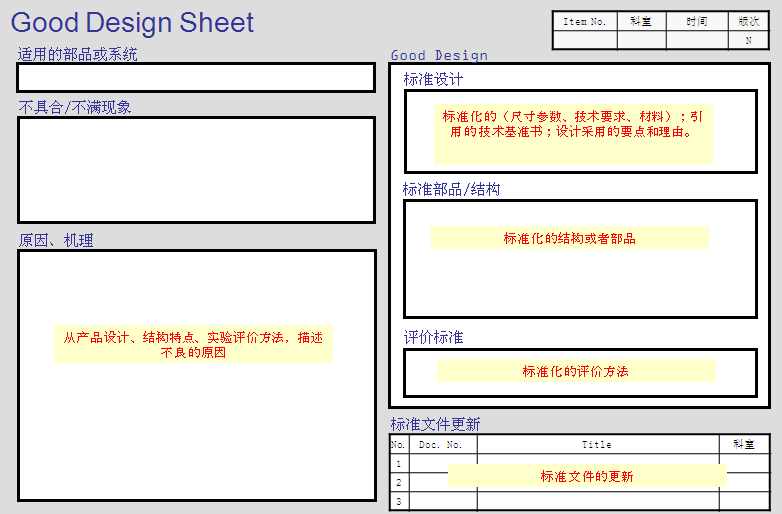 Good Design Sheet
Item No. 科室 时间 版次
N
适用的部品或系统
不具合/不满现象
原因、机理
从产品设计、结构特点、实验评价方法，描述
不良的原因
Good Design
标准设计
标准化的（尺寸参数、技术要求、材料）；引
用的技术基准书；设计采用的要点和理由。
标准部品/结构
标准化的结构或者部品
评价标准
标准化的评价方法
标准文件更新
No. Doc. No. Title 科室
1
2
标准文件的更新
3